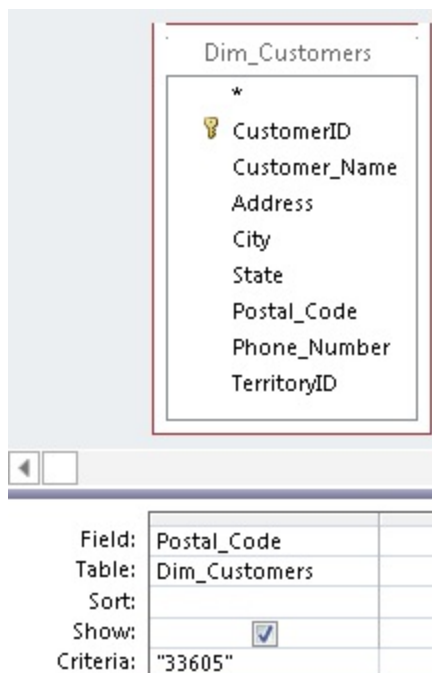 Dim_Customers
*
CustomerID
Customer_Name
Address
City
State
Postal_Code
Phone_Number
TerritoryID
Field: Postal_Code
Table: Dim_Customers
Sort:
Show:
Criteria: "33605"